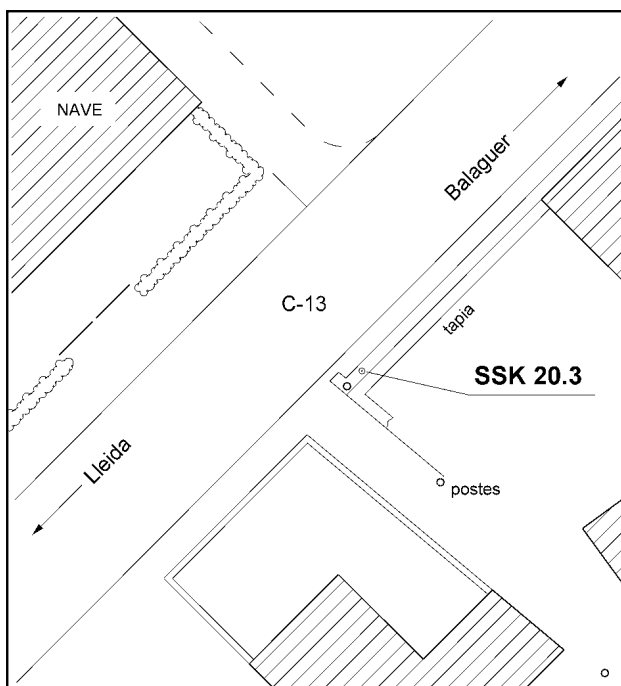 NAVE
Balaguer
C-13
tapia
SSK 20.3
Lleida
postes